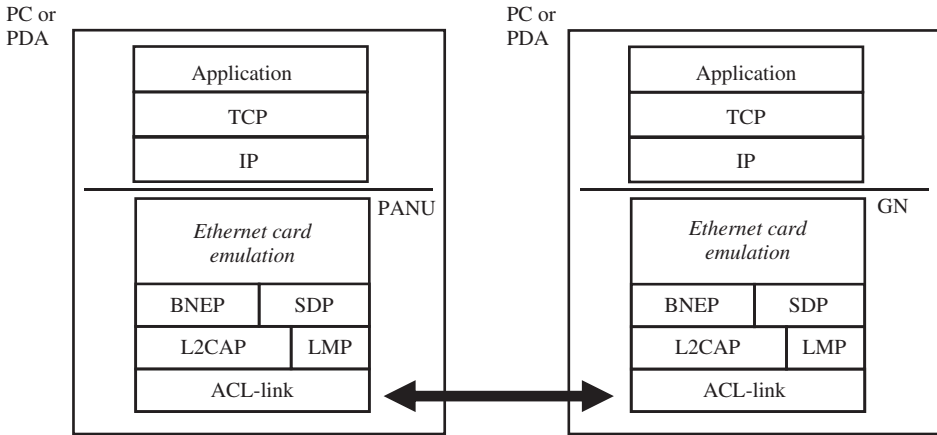 PC or
PDA
Application
TCP
IP
PANU
Ethernet card
emulation
BNEP SDP
L2CAP LMP
ACL-link
PC or
PDA
Application
TCP
IP
GN
Ethernet card
emulation
BNEP SDP
L2CAP LMP
ACL-link